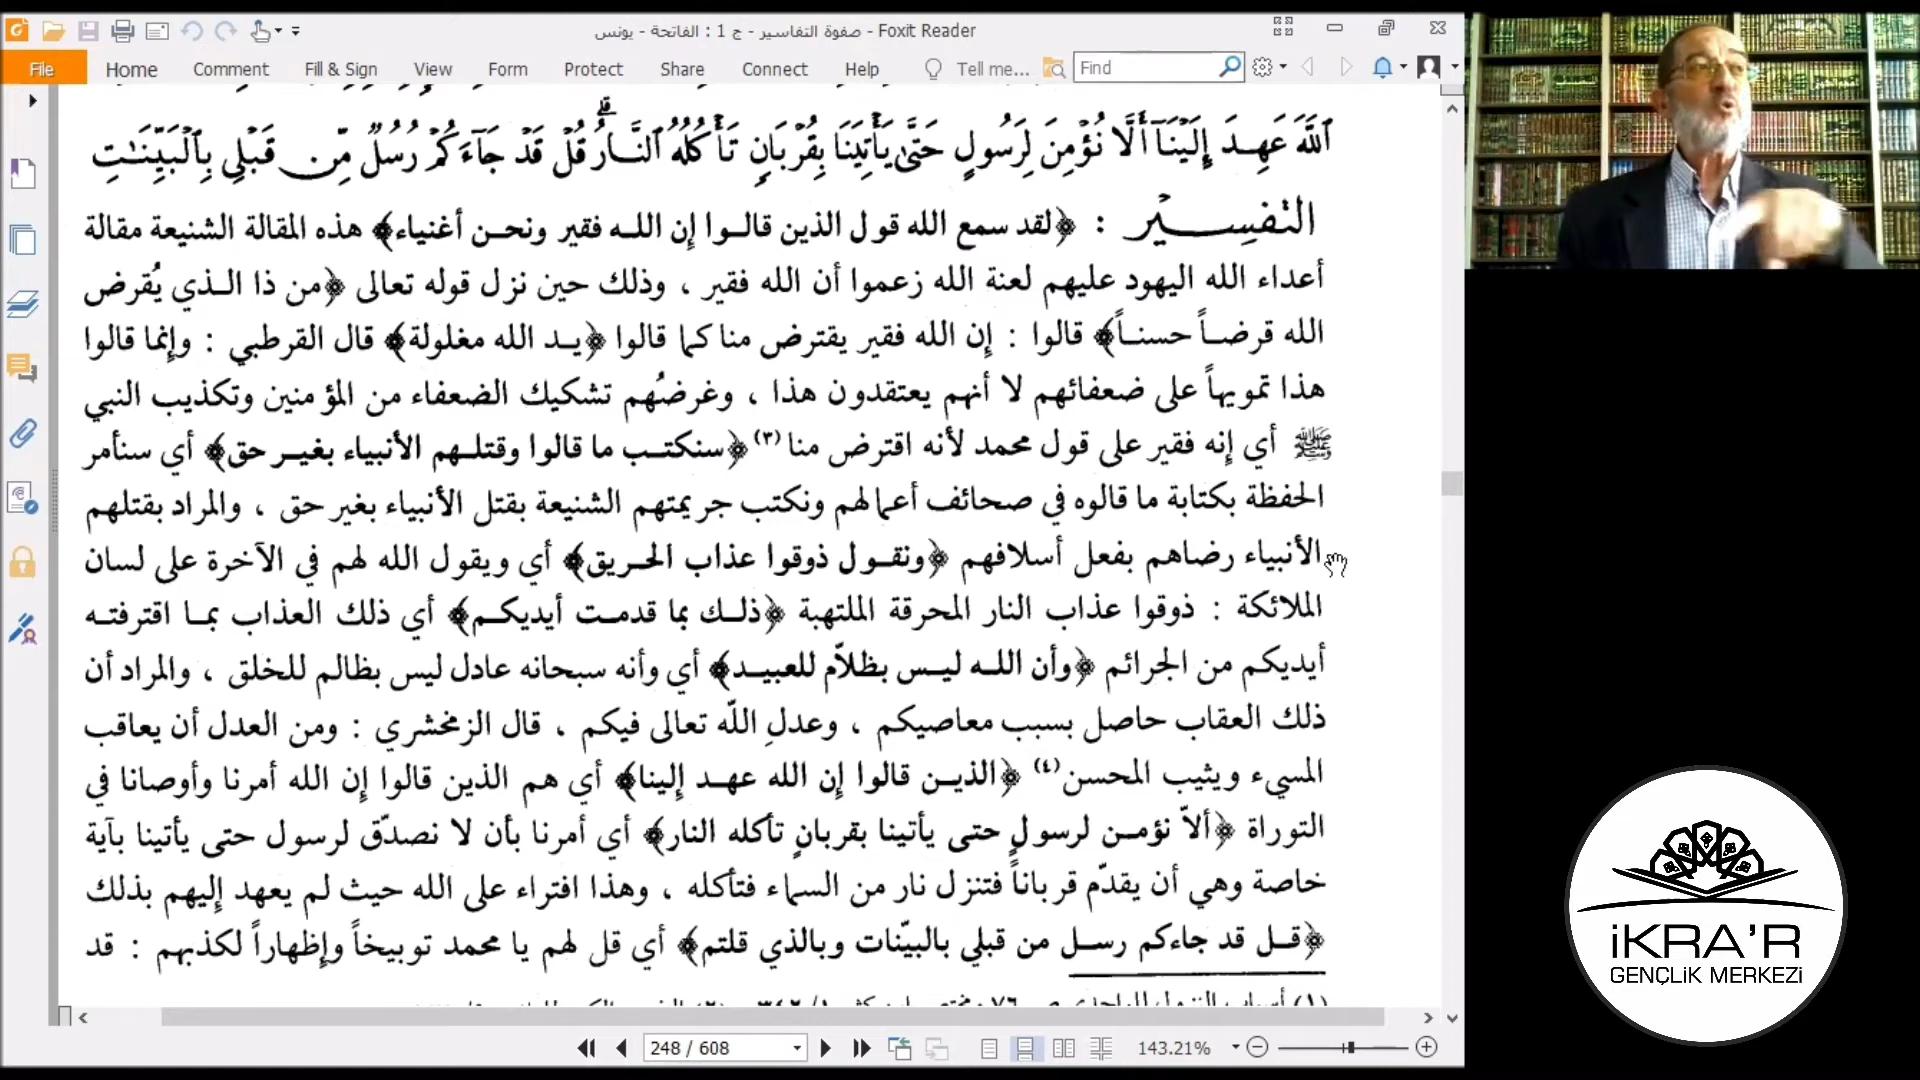 صفوة التفاسير - ج 1 : الفاتحة - يونس - Foxit Reader
File Home Comment Fill & Sign View Form Protect Share Connect Help Tell me... Find
ٱللَّهَ عَهِدَ إِلَيْنَآ أَلَّا نُؤْمِنَ لِرَسُولٍ حَتَّىٰ يَأْتِيَنَا بِقُرْبَانٍ تَأْكُلُهُ ٱلنَّارُ ۗ قُلْ قَدْ جَآءَكُمْ رُسُلٌ مِّن قَبْلِى بِٱلْبَيِّنَـٰتِ
التفسير : ﴿لقد سمع الله قول الذين قالوا إن الله فقير ونحن أغنياء﴾ هذه المقالة الشنيعة مقالة
أعداء الله اليهود عليهم لعنة الله زعموا أن الله فقير ، وذلك حين نزل قوله تعالى ﴿من ذا الذي يُقرض
الله قرضاً حسناً﴾ قالوا : إن الله فقير يقترض منا كما قالوا ﴿يد الله مغلولة﴾ قال القرطبي : وإنما قالوا
هذا تمويهاً على ضعفائهم لا أنهم يعتقدون هذا ، وغرضُهم تشكيك الضعفاء من المؤمنين وتكذيب النبي
ﷺ أي إنه فقير على قول محمد لأنه اقترض منا (٣) ﴿سنكتب ما قالوا وقتلهم الأنبياء بغير حق﴾ أي سنأمر
الحفظة بكتابة ما قالوه في صحائف أعمالهم ونكتب جريمتهم الشنيعة بقتل الأنبياء بغير حق ، والمراد بقتلهم
الأنبياء رضاهم بفعل أسلافهم ﴿ونقول ذوقوا عذاب الحريق﴾ أي ويقول الله لهم في الآخرة على لسان
الملائكة : ذوقوا عذاب النار المحرقة الملتهبة ﴿ذلك بما قدمت أيديكم﴾ أي ذلك العذاب بما اقترفته
أيديكم من الجرائم ﴿وأن الله ليس بظلاّم للعبيد﴾ أي وأنه سبحانه عادل ليس بظالم للخلق ، والمراد أن
ذلك العقاب حاصل بسبب معاصيكم ، وعدلِ اللّه تعالى فيكم ، قال الزمخشري : ومن العدل أن يعاقب
المسيء ويثيب المحسن (٤) ﴿الذين قالوا إن الله عهد إلينا﴾ أي هم الذين قالوا إن الله أمرنا وأوصانا في
التوراة ﴿ألاّ نؤمن لرسولٍ حتى يأتينا بقربانٍ تأكله النار﴾ أي أمرنا بأن لا نصدّق لرسول حتى يأتينا بآية
خاصة وهي أن يقدّم قرباناً فتنزل نار من السماء فتأكله ، وهذا افتراء على الله حيث لم يعهد إليهم بذلك
﴿قل قد جاءكم رسل من قبلي بالبيّنات وبالذي قلتم﴾ أي قل لهم يا محمد توبيخاً وإظهاراً لكذبهم : قد
248 / 608
143.21%
iKRA'R
GENÇLiK MERKEZi